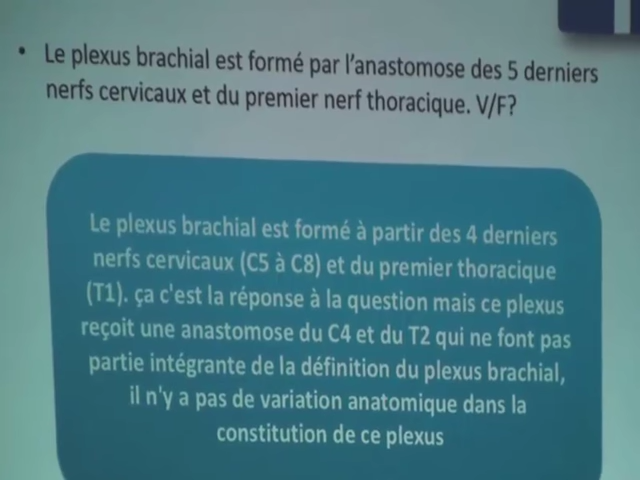 • Le plexus brachial est formé par l'anastomose des 5 derniers
nerfs cervicaux et du premier nerf thoracique. V/F?
Le plexus brachial est formé à partir des 4 derniers
nerfs cervicaux (C5 à C8) et du premier thoracique
(T1). ça c'est la réponse à la question mais ce plexus
reçoit une anastomose du C4 et du T2 qui ne font pas
partie intégrante de la définition du plexus brachial,
il n'y a pas de variation anatomique dans la
constitution de ce plexus